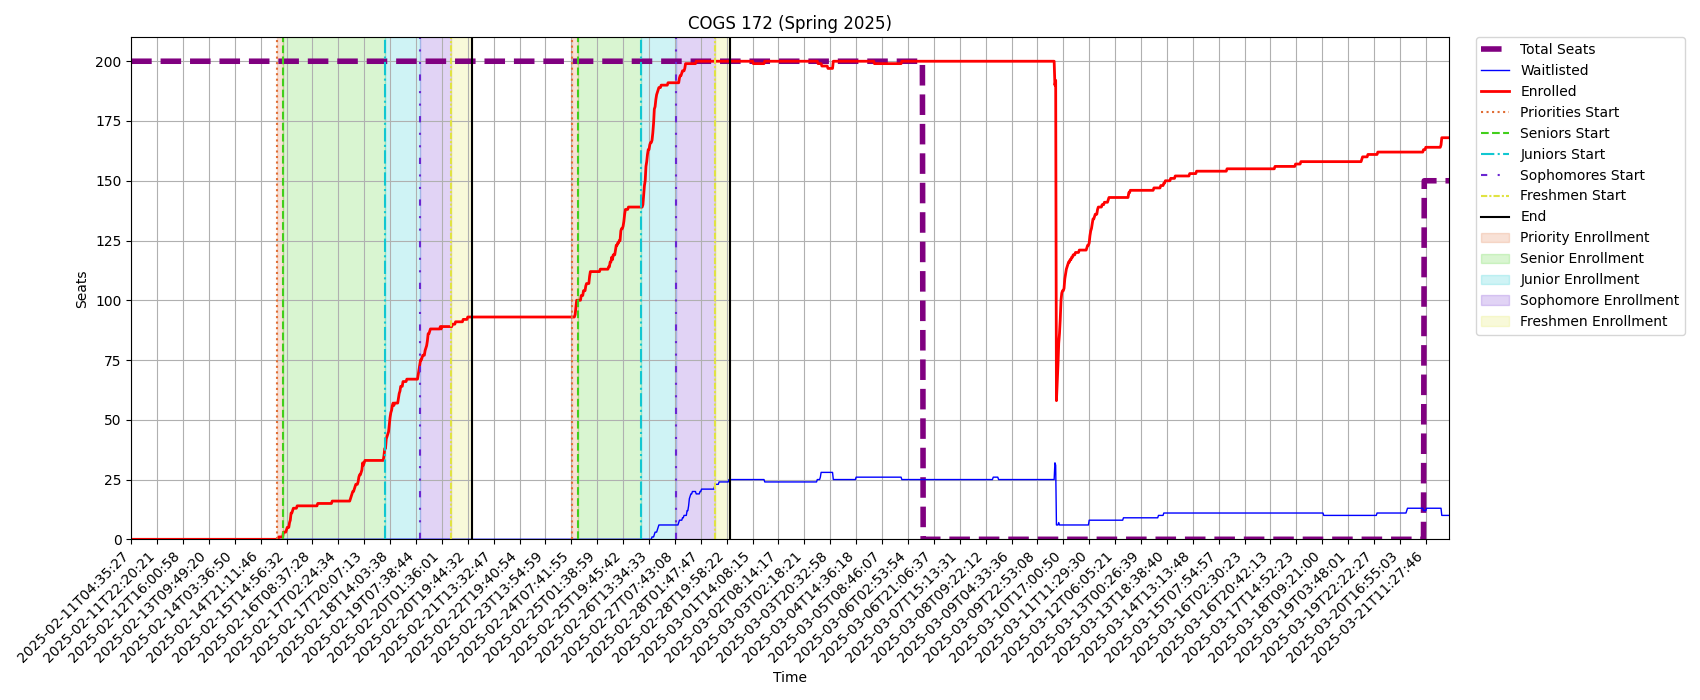 COGS 172 (Spring 2025)
Seats
200
175
150
125
100
75
50
25
0
2025-02-11T04:35:27
2025-02-11T22:20:21
2025-02-12T16:00:58
2025-02-13T09:49:20
2025-02-14T03:36:50
2025-02-14T21:11:46
2025-02-15T14:56:32
2025-02-16T08:37:28
2025-02-17T02:24:34
2025-02-17T20:07:13
2025-02-18T14:03:38
2025-02-19T07:38:44
2025-02-20T01:36:01
2025-02-20T19:44:32
2025-02-21T13:32:47
2025-02-22T19:40:54
2025-02-23T13:54:59
2025-02-24T07:41:55
2025-02-25T01:38:59
2025-02-25T19:45:42
2025-02-26T13:34:33
2025-02-27T07:43:08
2025-02-28T01:47:47
2025-02-28T19:58:22
2025-03-01T14:08:15
2025-03-02T08:14:17
2025-03-03T02:18:21
2025-03-03T20:32:58
2025-03-04T14:36:18
2025-03-05T08:46:07
2025-03-06T02:53:54
2025-03-06T21:06:37
2025-03-07T15:13:31
2025-03-08T09:22:12
2025-03-09T04:33:36
2025-03-09T22:53:08
2025-03-10T17:00:50
2025-03-11T11:29:30
2025-03-12T06:05:21
2025-03-13T00:26:39
2025-03-13T18:38:40
2025-03-14T13:13:48
2025-03-15T07:54:57
2025-03-16T02:30:23
2025-03-16T20:42:13
2025-03-17T14:52:23
2025-03-18T09:21:00
2025-03-19T03:48:01
2025-03-19T22:22:27
2025-03-20T16:55:03
2025-03-21T11:27:46
Time
Total Seats
Waitlisted
Enrolled
Priorities Start
Seniors Start
Juniors Start
Sophomores Start
Freshmen Start
End
Priority Enrollment
Senior Enrollment
Junior Enrollment
Sophomore Enrollment
Freshmen Enrollment